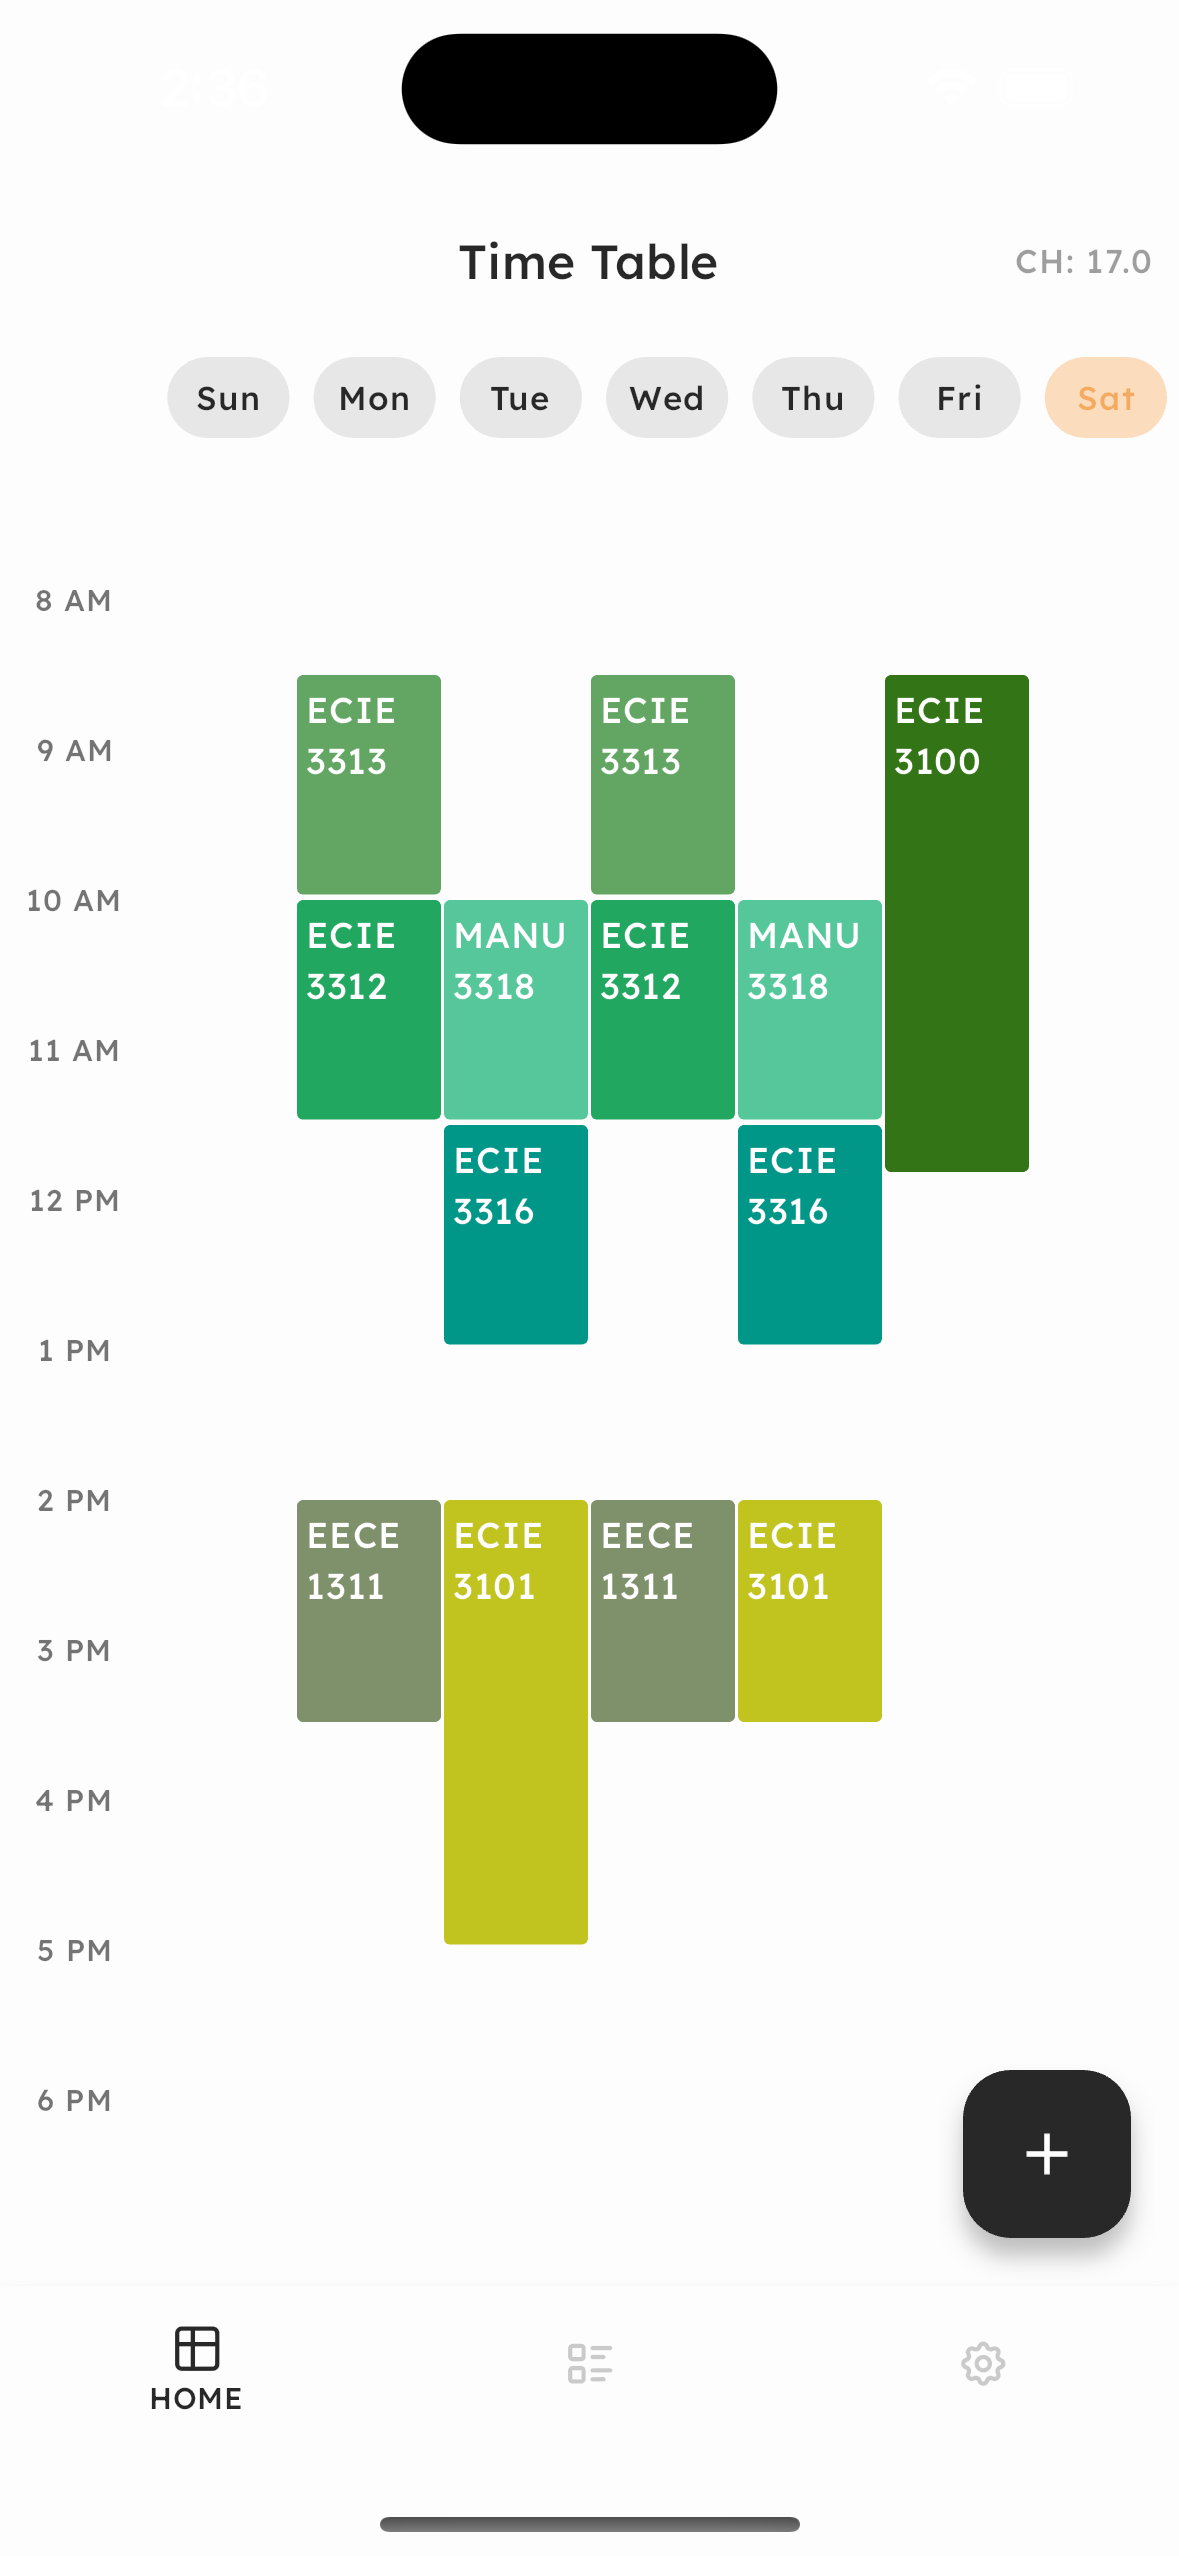 2:36
Time Table
CH: 17.0
Sun Mon Tue Wed Thu Fri Sat
8 AM
ECIE ECIE ECIE
3313 3313 3100
9 AM
10 AM
ECIE MANU ECIE MANU
3312 3318 3312 3318
11 AM
ECIE ECIE
3316 3316
12 PM
1 PM
2 PM
EECE ECIE EECE ECIE
1311 3101 1311 3101
3 PM
4 PM
5 PM
6 PM
HOME